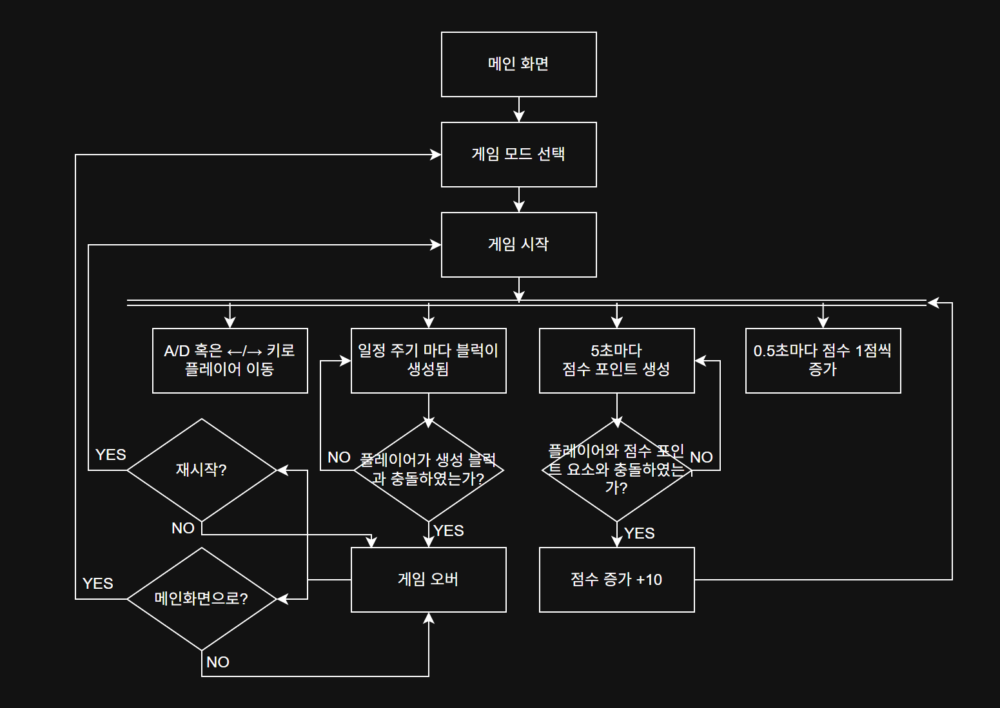 메인 화면
게임 모드 선택
게임 시작
A/D 혹은 ←/→ 키로
플레이어 이동
일정 주기 마다 블럭이
생성됨
5초마다
점수 포인트 생성
0.5초마다 점수 1점씩
증가
YES
재시작?
NO
플레이어가 생성 블럭
과 충돌하였는가?
플레이어와 점수 포인
트 요소와 충돌하였는
가?
NO
NO
YES
YES
YES
메인화면으로?
게임 오버
점수 증가 +10
NO